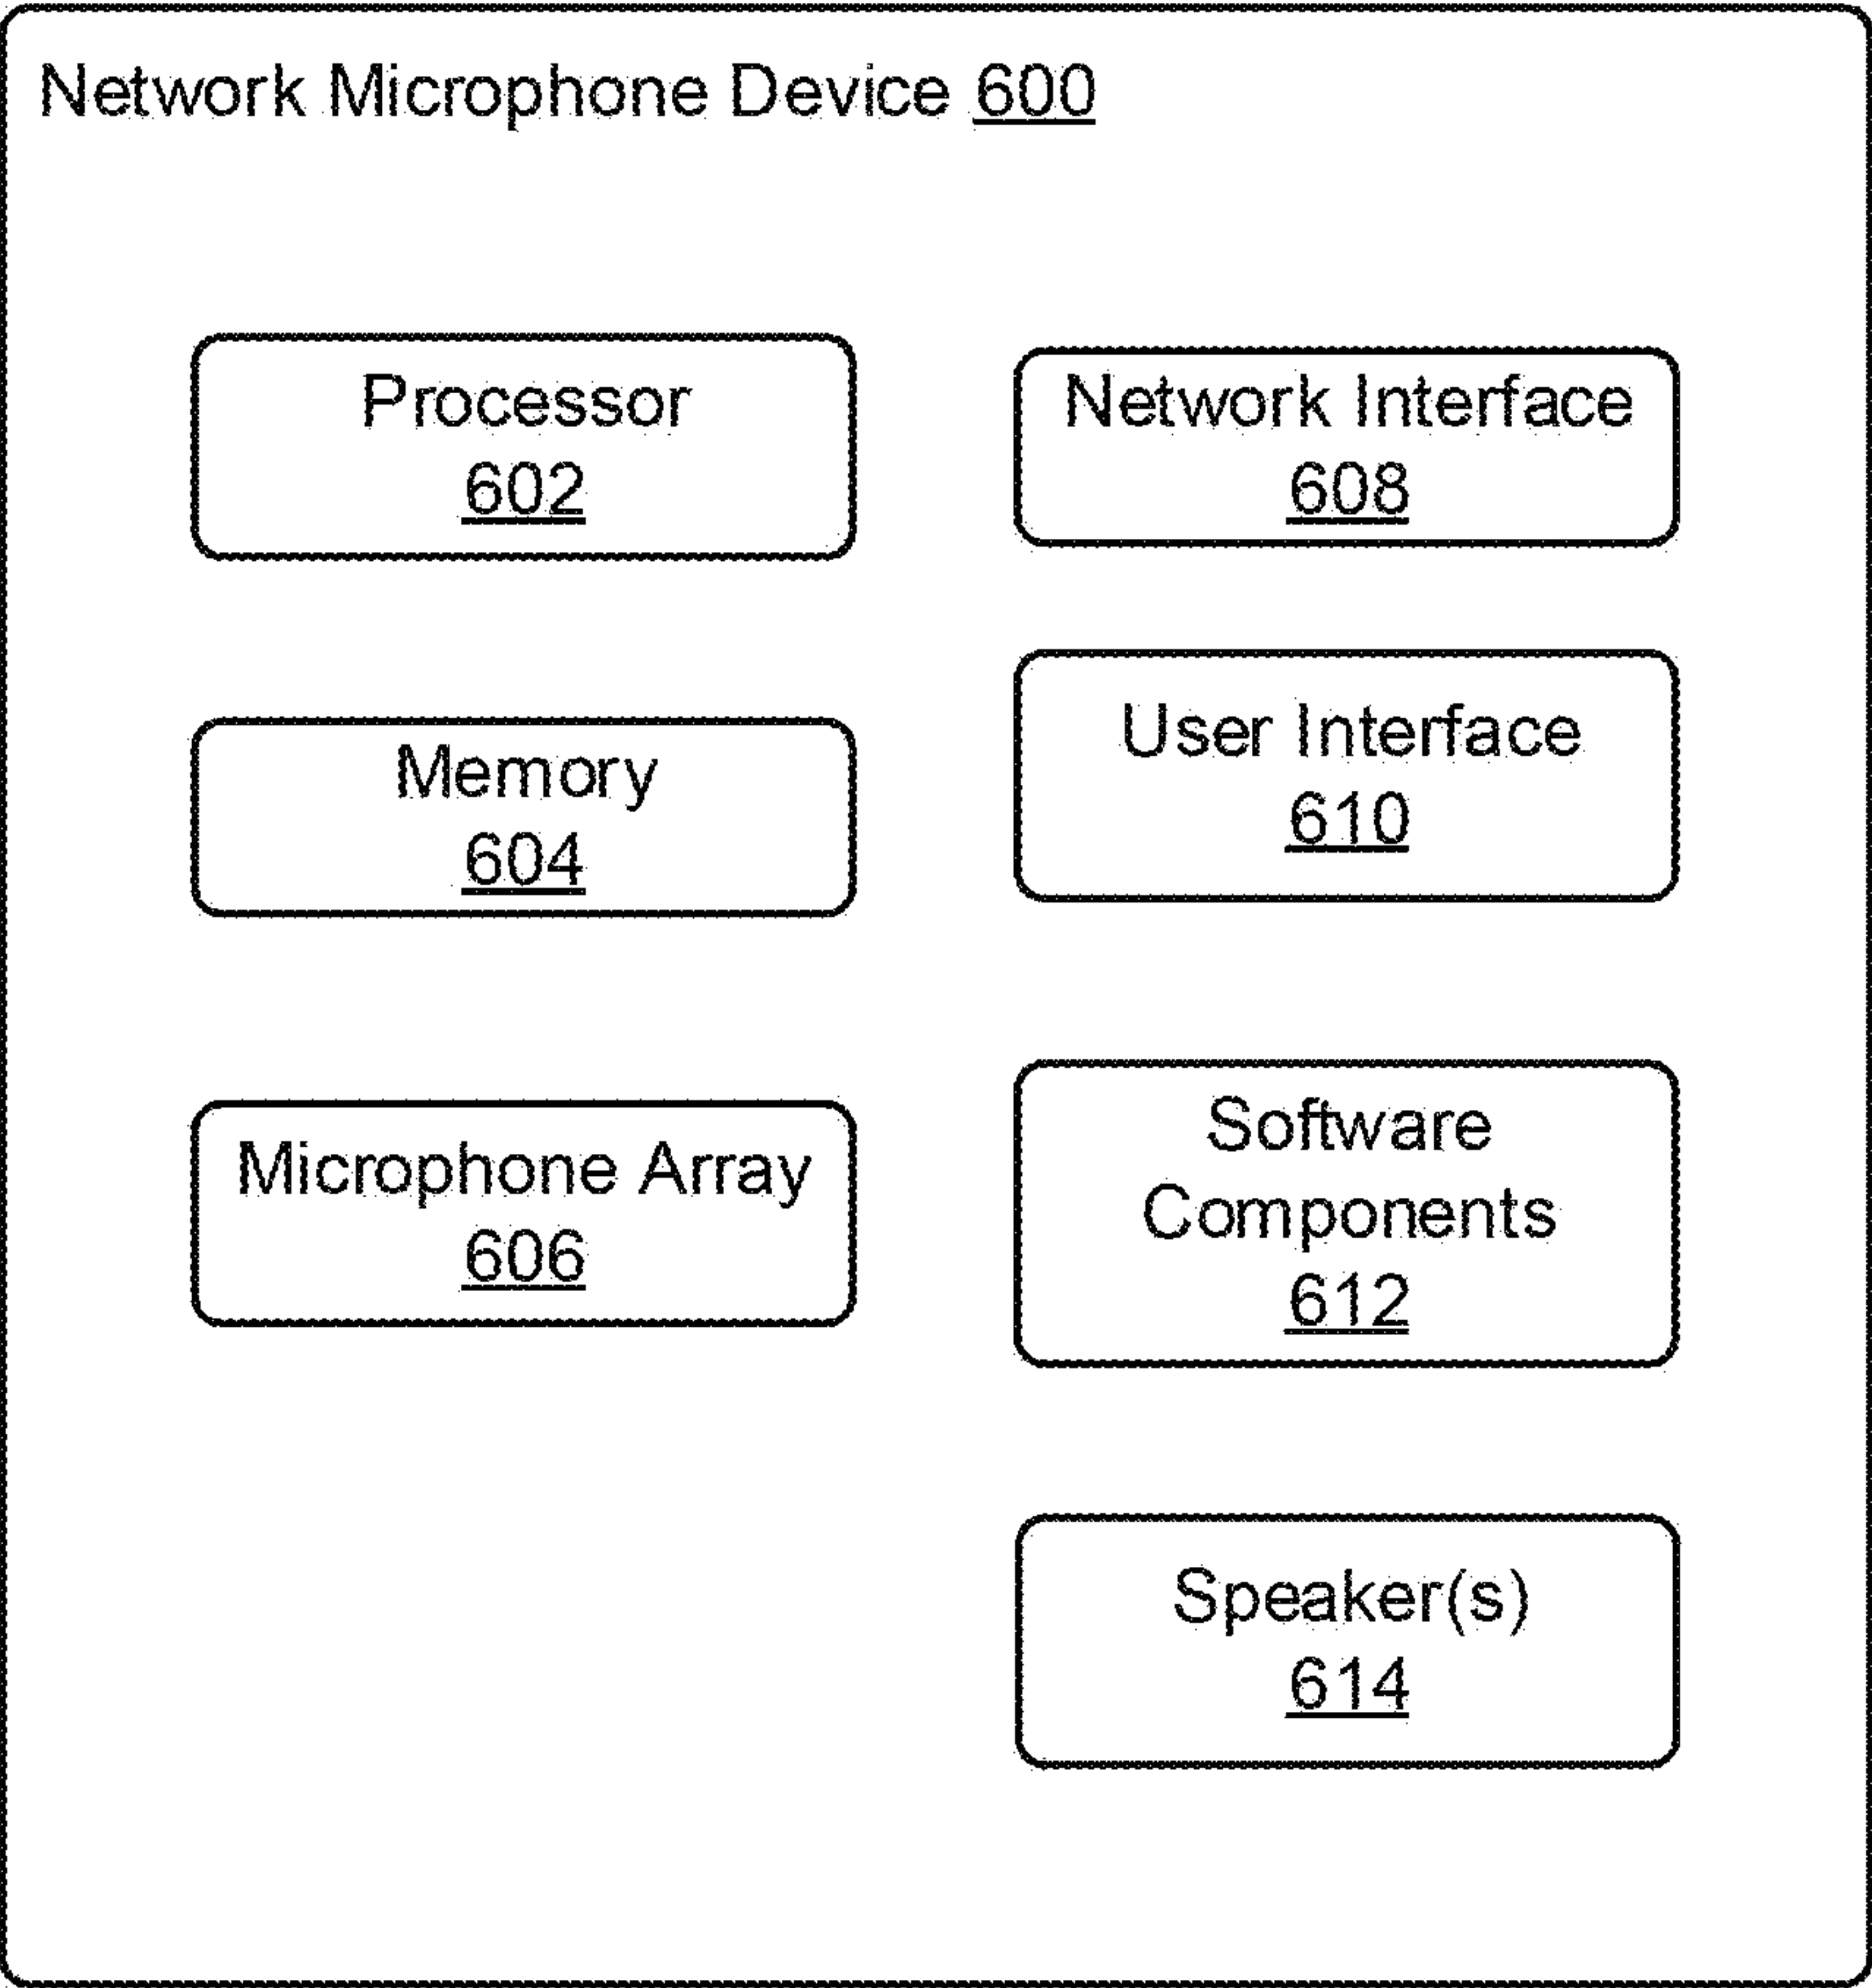 Network Microphone Device 600
Processor
602
Memory
604
Microphone Array
606
Network Interface
608
User Interface
610
Software
Components
612
Speaker(s)
614